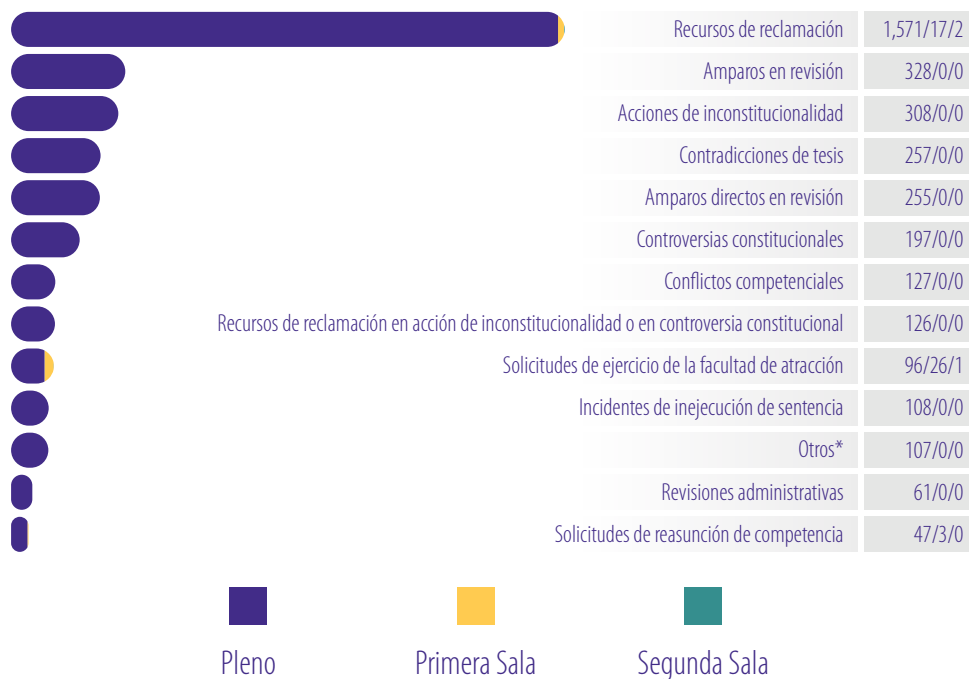 Recursos de reclamación 1,571/17/2
Amparos en revisión 328/0/0
Acciones de inconstitucionalidad 308/0/0
Contradicciones de tesis 257/0/0
Amparos directos en revisión 255/0/0
Controversias constitucionales 197/0/0
Conflictos competenciales 127/0/0
Recursos de reclamación en acción de inconstitucionalidad o en controversia constitucional 126/0/0
Solicitudes de ejercicio de la facultad de atracción 96/26/1
Incidentes de inejecución de sentencia 108/0/0
Otros* 107/0/0
Revisiones administrativas 61/0/0
Solicitudes de reasunción de competencia 47/3/0
Pleno Primera Sala Segunda Sala